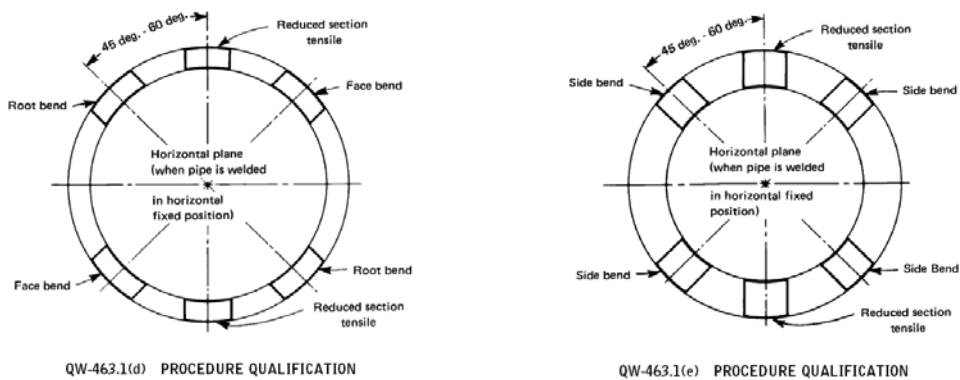 45 deg. - 60 deg.
Reduced section
tensile
Root bend
Face bend
Horizontal plane
(when pipe is welded
in horizontal
fixed position)
Face bend
Root bend
Reduced section
tensile
QW-463.1(d) PROCEDURE QUALIFICATION
45 deg. - 60 deg.
Reduced section
tensile
Side bend
Side bend
Horizontal plane
(when pipe is welded
in horizontal fixed
position)
Side bend
Side Bend
Reduced section
tensile
QW-463.1(e) PROCEDURE QUALIFICATION